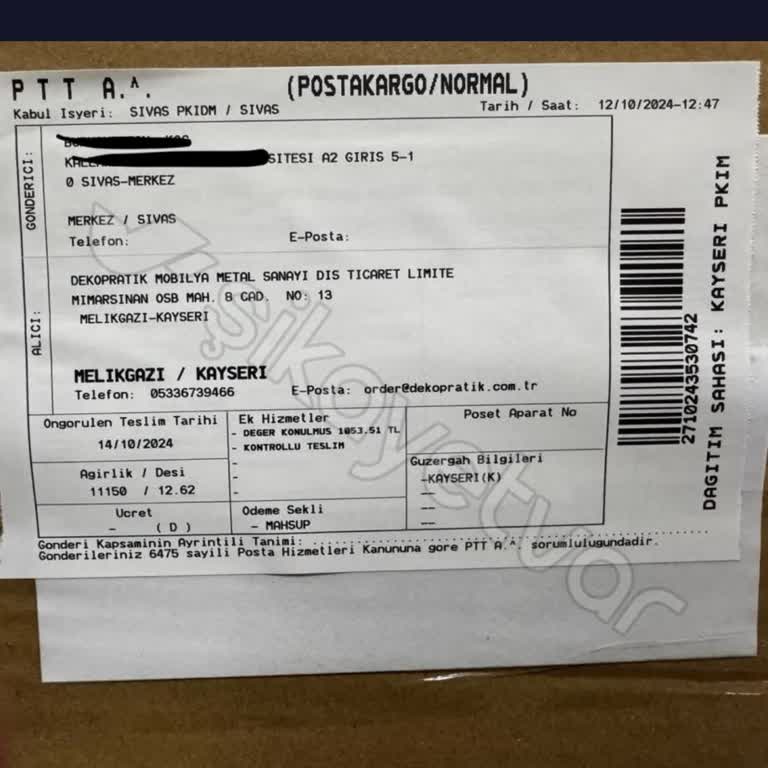 PTT A.^. (POSTAKARGO/NORMAL)
Kabul Isyeri: SIVAS PKIDM / SIVAS Tarih / Saat: 12/10/2024-12:47
GONDERICI:
SITESI A2 GIRIS 5-1
0 SIVAS-MERKEZ
MERKEZ / SIVAS
Telefon: E-Posta:
ALICI:
DEKOPRATIK MOBILYA METAL SANAYI DIS TICARET LIMITE
MIMARSINAN OSB MAH. 8 CAD. NO: 13
MELIKGAZI-KAYSERI
MELIKGAZI / KAYSERI
Telefon: 05336739466 E-Posta: order@dekopratik.com.tr
Ongorulen Teslim Tarihi
14/10/2024
Agirlik / Desi
11150 / 12.62
Ucret
- ( D )
Ek Hizmetler
- DEGER KONULMUS 1053.51 TL
- KONTROLLU TESLIM
-
-
-
Odeme Sekli
- MAHSUP
Poset Aparat No
Guzergah Bilgileri
-KAYSERI(K)
--
--
--
Gonderi Kapsaminin Ayrintili Tanimi: ..................................................
Gonderileriniz 6475 sayili Posta Hizmetleri Kanununa gore PTT A.^. sorumlulugundadir.
2710243530742
DAGITIM SAHASI: KAYSERI PKIM
şikayetvar